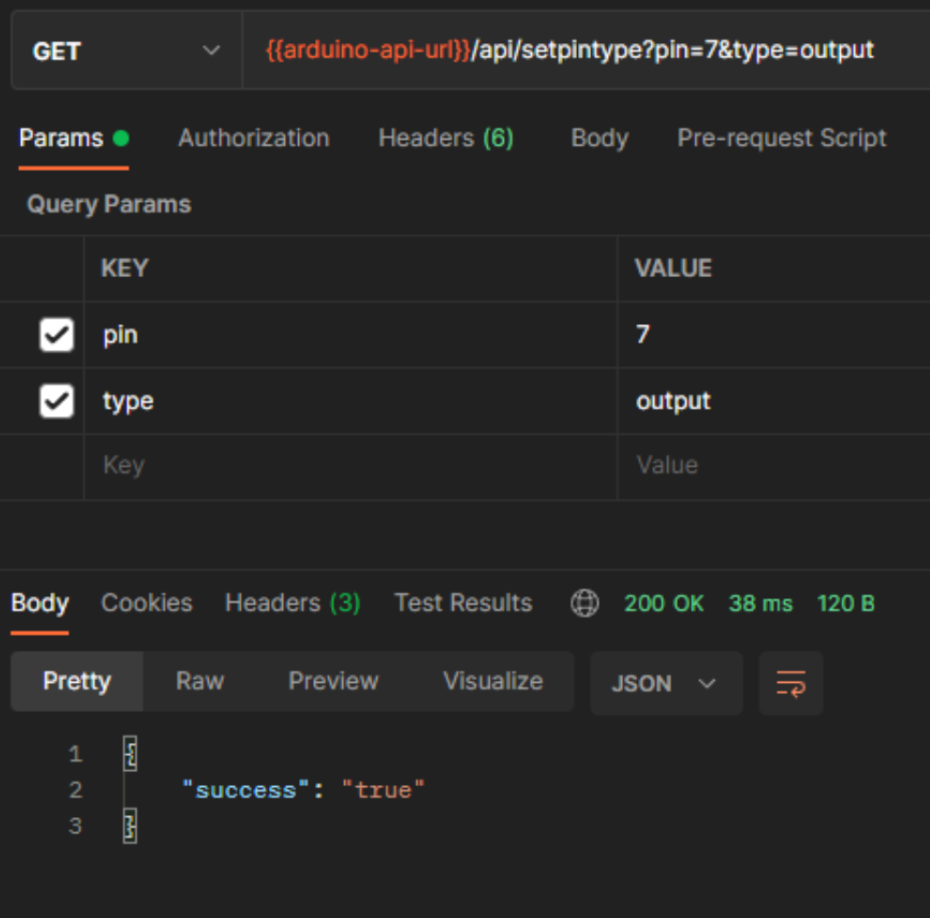 GET {{arduino-api-url}}/api/setpintype?pin=7&type=output
Params Authorization Headers (6) Body Pre-request Script
Query Params
KEY VALUE
pin 7
type output
Key Value
Body Cookies Headers (3) Test Results 200 OK 38 ms 120 B
Pretty Raw Preview Visualize JSON
1 {
2 "success": "true"
3 }